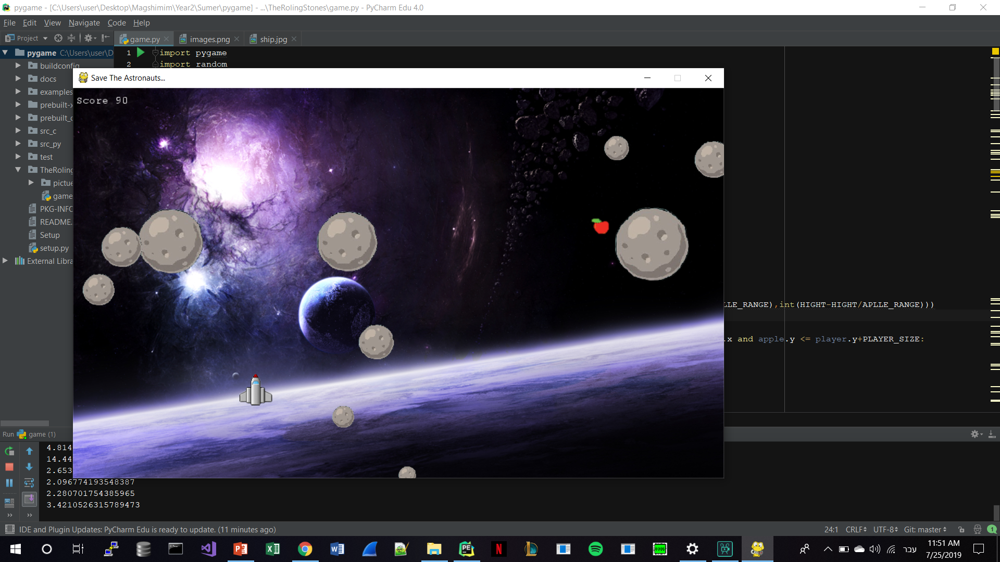 pygame - [C:\Users\user\Desktop\Magshimim\Year2\Sumer\pygame] - ...\TheRolingStones\game.py - PyCharm Edu 4.0
File Edit View Navigate Code Help
Project game.py images.png ship.jpg
pygame C:\Users\user\D
buildconfig
docs
examples
prebuilt-x
prebuilt_c
src_c
src_py
test
TheRoling
pictue
game
PKG-INFO
README.
Setup
setup.py
External Libra
1 import pygame
2 import random
Save The Astronauts...
Score 90
LLE_RANGE),int(HIGHT-HIGHT/APLLE_RANGE)))
.x and apple.y <= player.y+PLAYER_SIZE:
Run game (1)
4.814
14.44
2.653
2.096774193548387
2.280701754385965
3.4210526315789473
IDE and Plugin Updates: PyCharm Edu is ready to update. (11 minutes ago)
24:1 CRLF UTF-8 Git: master 1
עבר
11:51 AM
7/25/2019